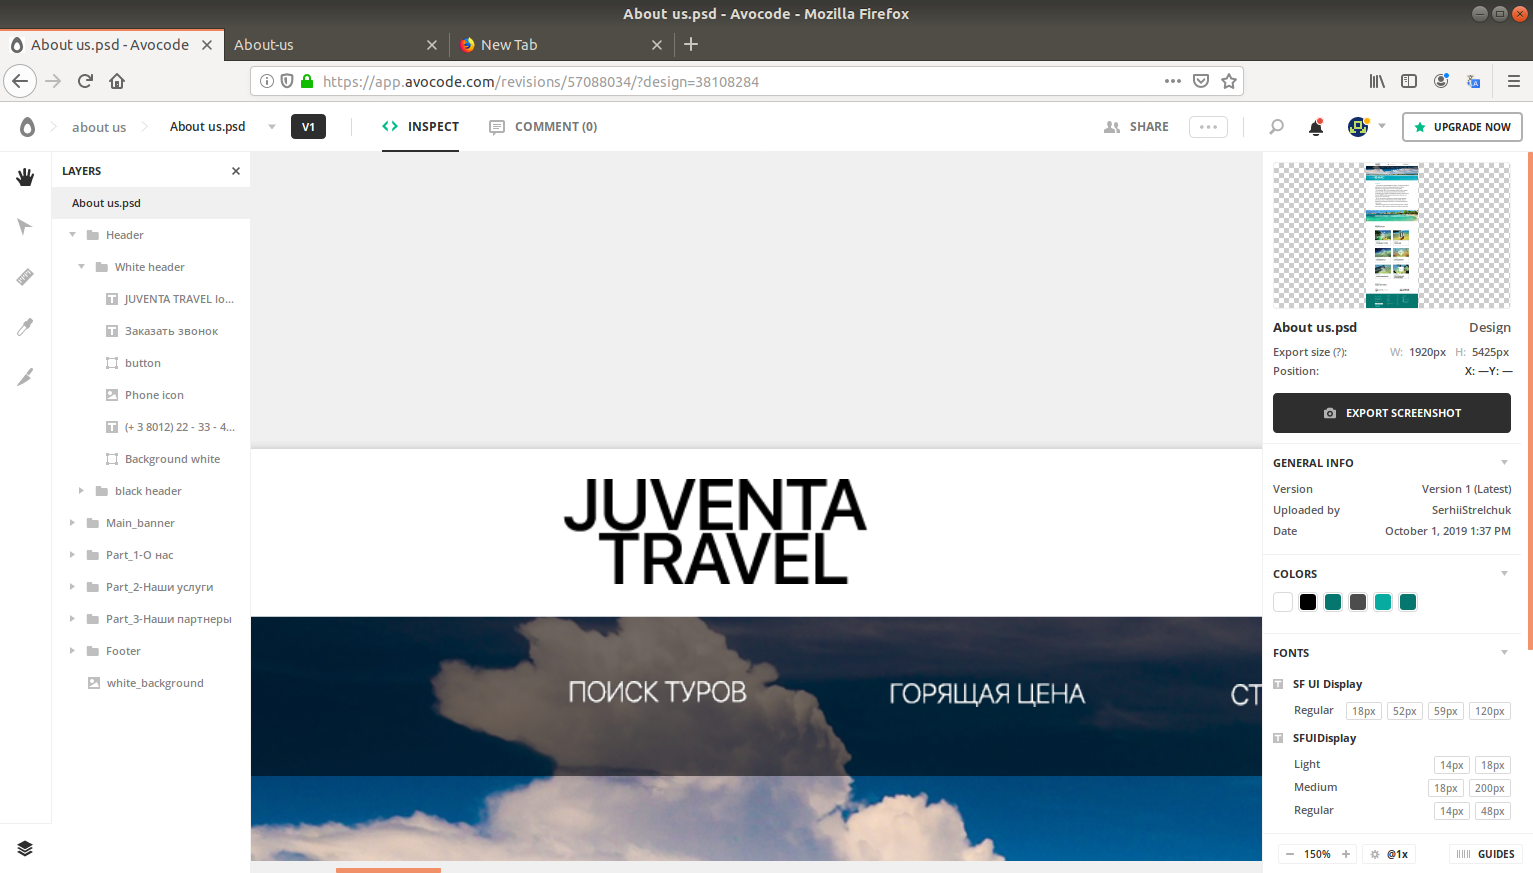 About us.psd - Avocode - Mozilla Firefox
About us.psd - Avocode
About-us
New Tab
https://app.avocode.com/revisions/57088034/?design=38108284
about us
About us.psd
V1
INSPECT
COMMENT (0)
SHARE
UPGRADE NOW
LAYERS
About us.psd
Header
White header
JUVENTA TRAVEL lo...
Заказать звонок
button
Phone icon
(+ 3 8012) 22 - 33 - 4...
Background white
black header
Main_banner
Part_1-О нас
Part_2-Наши услуги
Part_3-Наши партнеры
Footer
white_background
JUVENTA
TRAVEL
ПОИСК ТУРОВ
ГОРЯЩАЯ ЦЕНА
СТ
About us.psd Design
Export size (?): W: 1920px H: 5425px
Position: X: —Y: —
EXPORT SCREENSHOT
GENERAL INFO
Version Version 1 (Latest)
Uploaded by SerhiiStrelchuk
Date October 1, 2019 1:37 PM
COLORS
FONTS
SF UI Display
Regular 18px 52px 59px 120px
SFUIDisplay
Light 14px 18px
Medium 18px 200px
Regular 14px 48px
150% @1x GUIDES